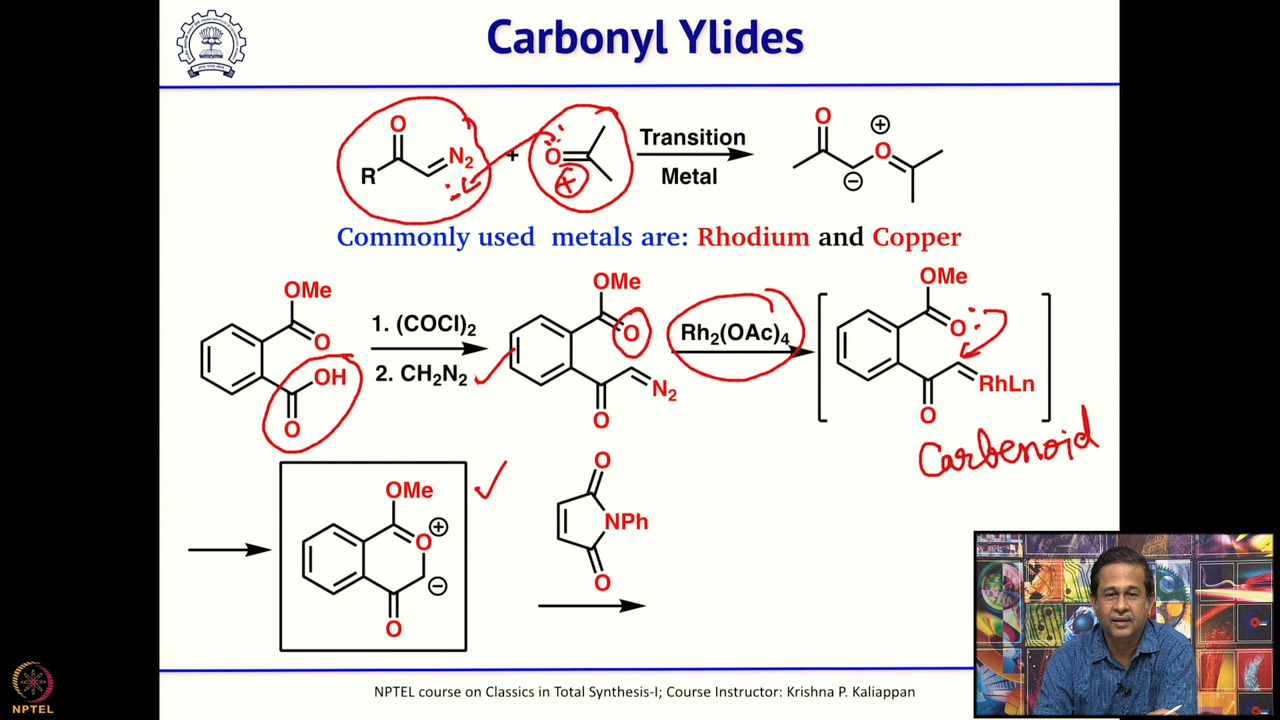 Carbonyl Ylides
O
R
N₂
+
O
Transition
Metal
O
⊕
O
⊖
Commonly used metals are: Rhodium and Copper
OMe
O
OH
O
1. (COCl)₂
2. CH₂N₂
OMe
O
N₂
O
Rh₂(OAc)₄
OMe
O
RhLn
O
Carbenoid
OMe
O
⊕
⊖
O
O
NPh
O
NPTEL course on Classics in Total Synthesis-I; Course Instructor: Krishna P. Kaliappan
NPTEL